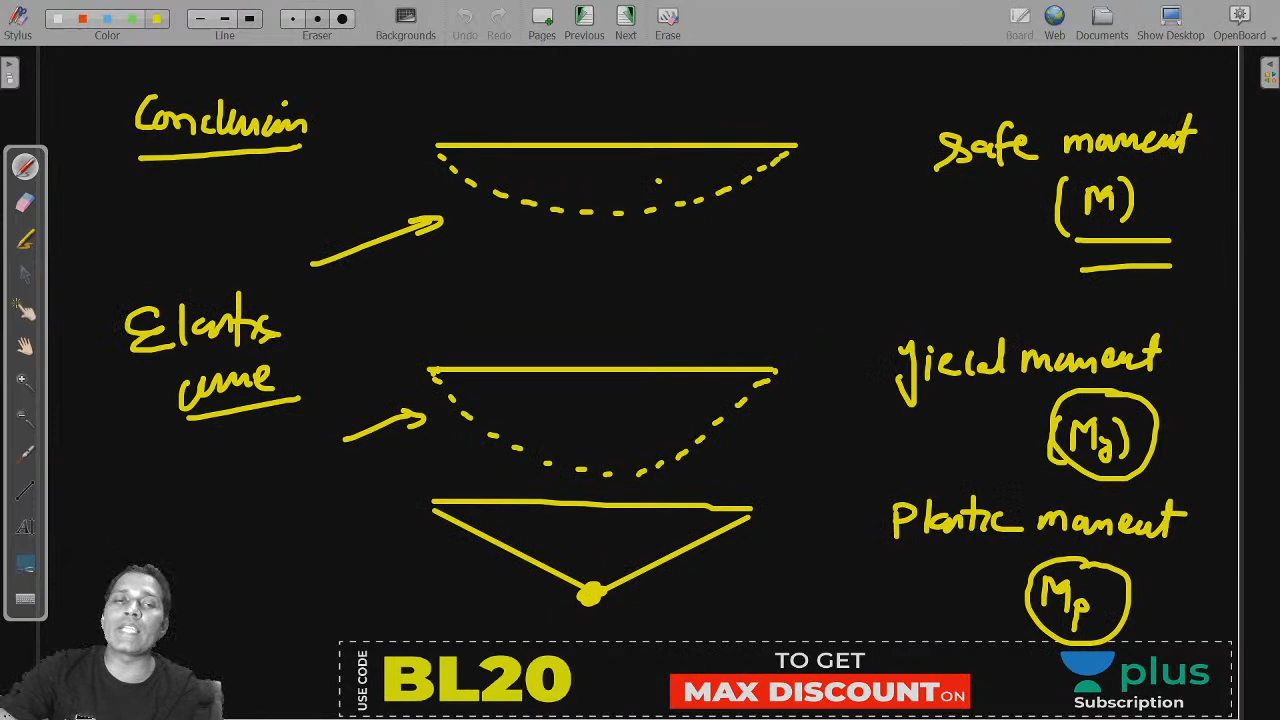 Stylus
Color
Line
Eraser
Backgrounds
Undo
Redo
Pages
Previous
Next
Erase
Board
Web
Documents
Show Desktop
OpenBoard
Conclusion
safe moment
(M)
Elastic
curve
yield moment
(My)
Plastic moment
Mp
USE CODE
BL20
TO GET
MAX DISCOUNT ON
plus
Subscription